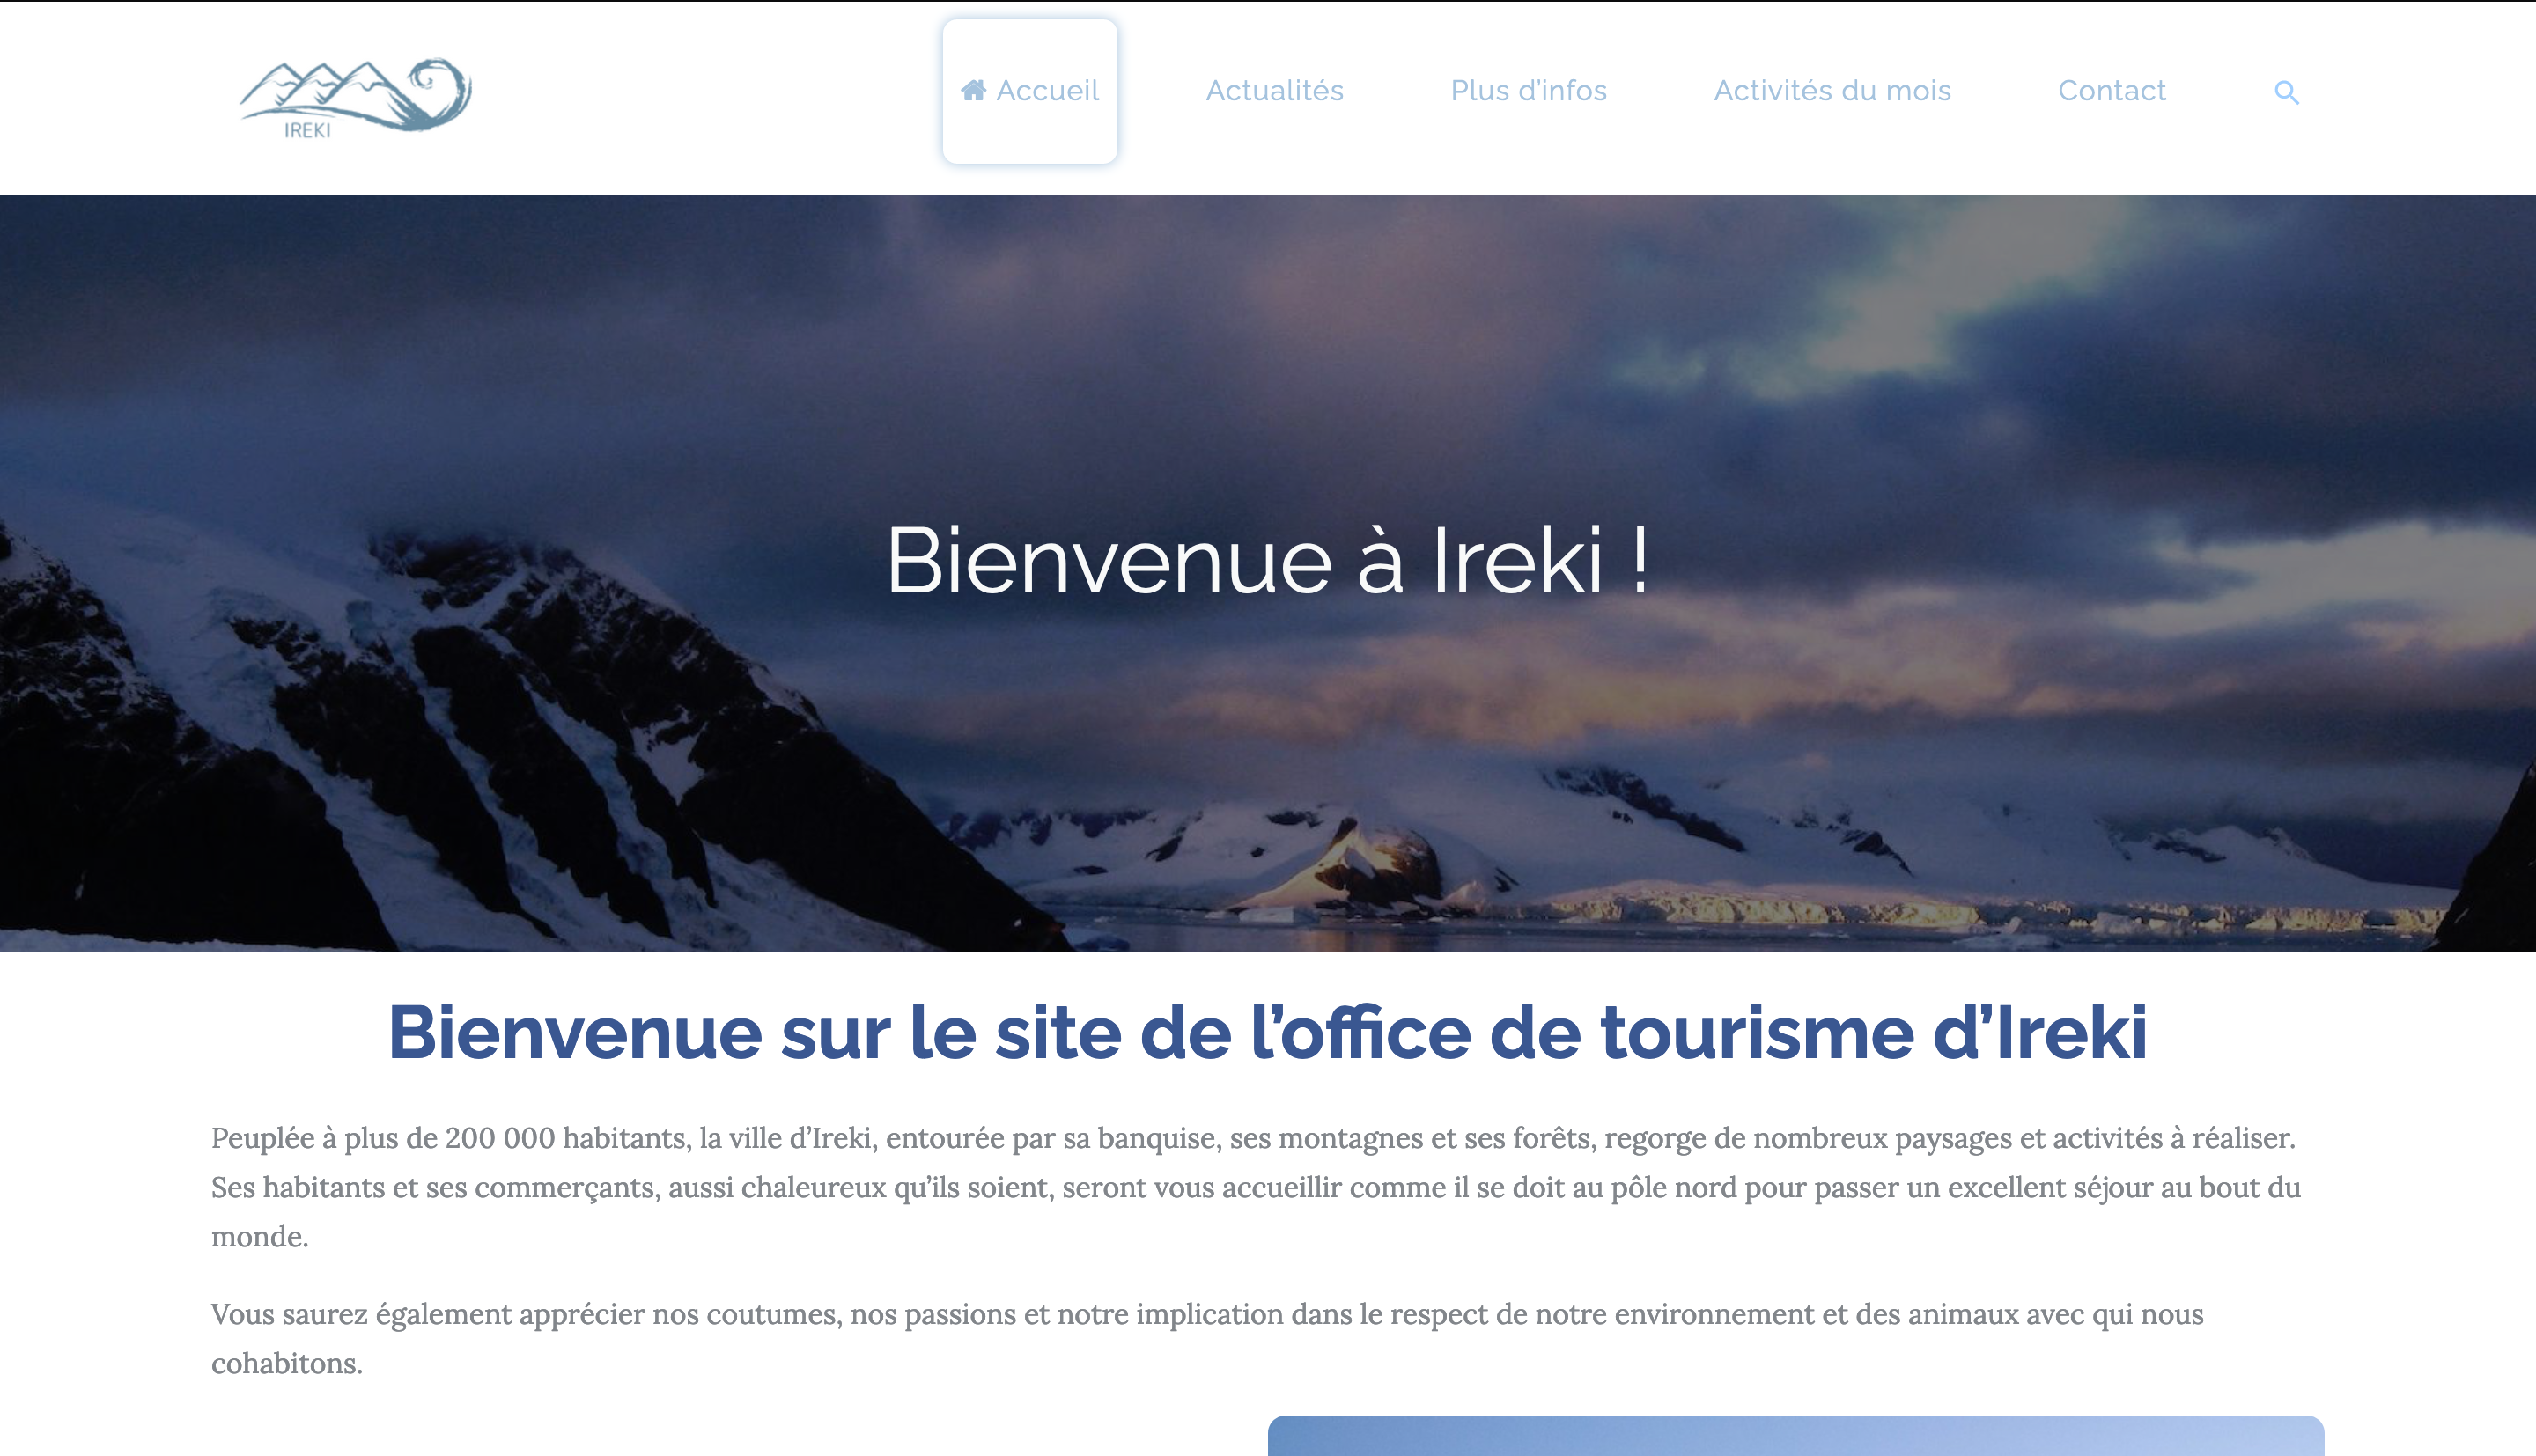 IREKI
Accueil
Actualités
Plus d’infos
Activités du mois
Contact
Bienvenue à Ireki !
Bienvenue sur le site de l’office de tourisme d’Ireki
Peuplée à plus de 200 000 habitants, la ville d’Ireki, entourée par sa banquise, ses montagnes et ses forêts, regorge de nombreux paysages et activités à réaliser.
Ses habitants et ses commerçants, aussi chaleureux qu’ils soient, seront vous accueillir comme il se doit au pôle nord pour passer un excellent séjour au bout du
monde.
Vous saurez également apprécier nos coutumes, nos passions et notre implication dans le respect de notre environnement et des animaux avec qui nous
cohabitons.